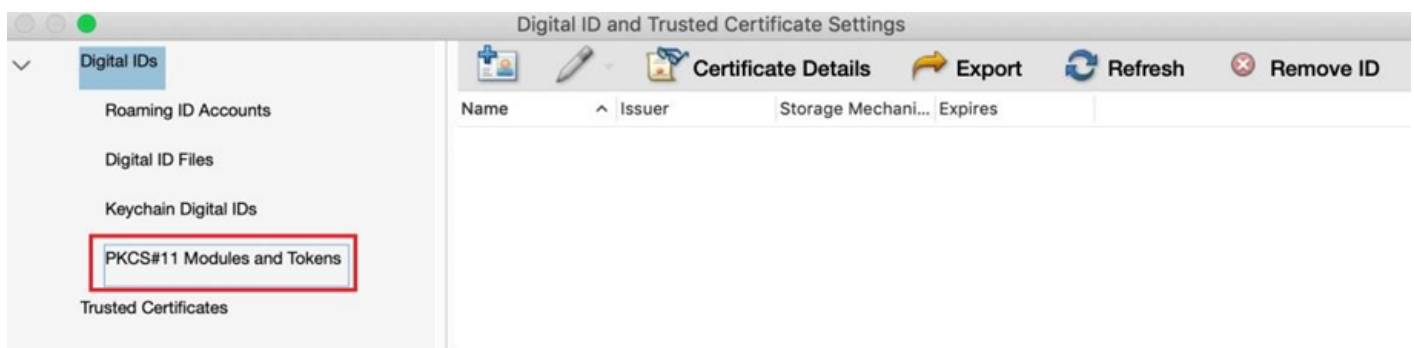 Digital ID and Trusted Certificate Settings
Digital IDs
Roaming ID Accounts
Digital ID Files
Keychain Digital IDs
PKCS#11 Modules and Tokens
Trusted Certificates
Certificate Details Export Refresh Remove ID
Name Issuer Storage Mechani... Expires